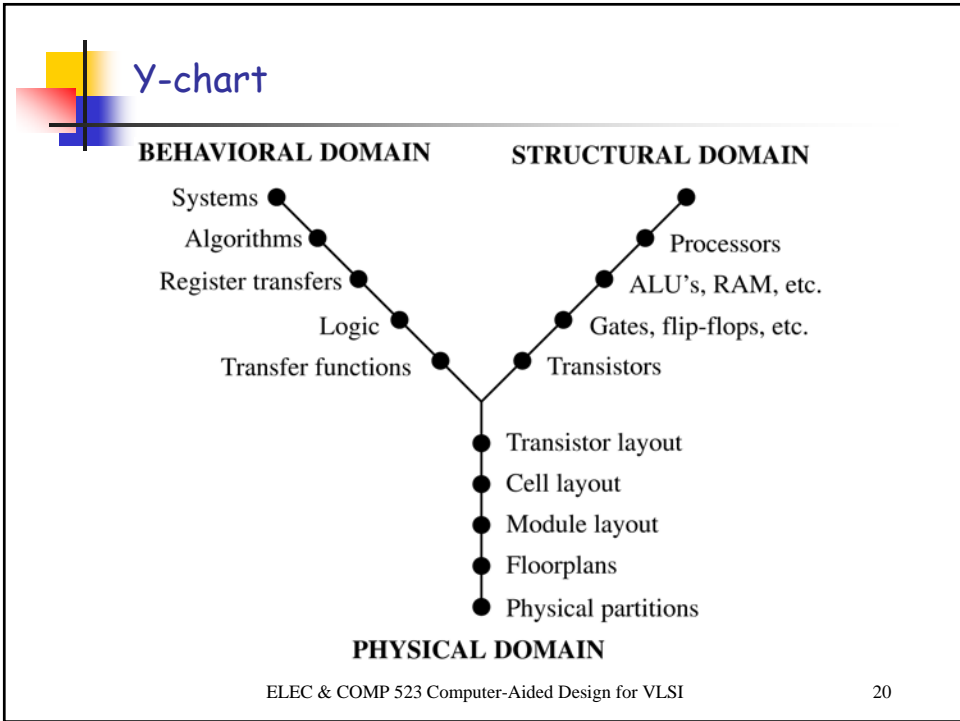 Y-chart
BEHAVIORAL DOMAIN
STRUCTURAL DOMAIN
Systems
Algorithms
Register transfers
Logic
Transfer functions
Processors
ALU's, RAM, etc.
Gates, flip-flops, etc.
Transistors
Transistor layout
Cell layout
Module layout
Floorplans
Physical partitions
PHYSICAL DOMAIN
ELEC & COMP 523 Computer-Aided Design for VLSI
20